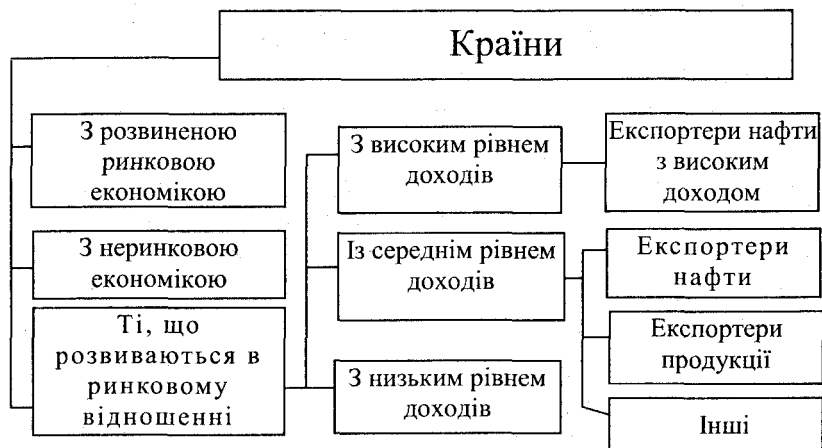 Країни
З розвиненою
ринковою
економікою
З неринковою
економікою
Ті, що
розвиваються в
ринковому
відношенні
З високим рівнем
доходів
Із середнім рівнем
доходів
З низьким рівнем
доходів
Експортери нафти
з високим
доходом
Експортери
нафти
Експортери
продукції
Інші